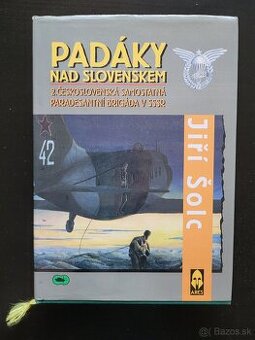 PADÁKY
NAD SLOVENSKEM
2. ČESKOSLOVENSKÁ SAMOSTATNÁ
PARADESANTNÍ BRIGÁDA V SSSR
Jiří Šolc
42
ARES
Bazos.sk